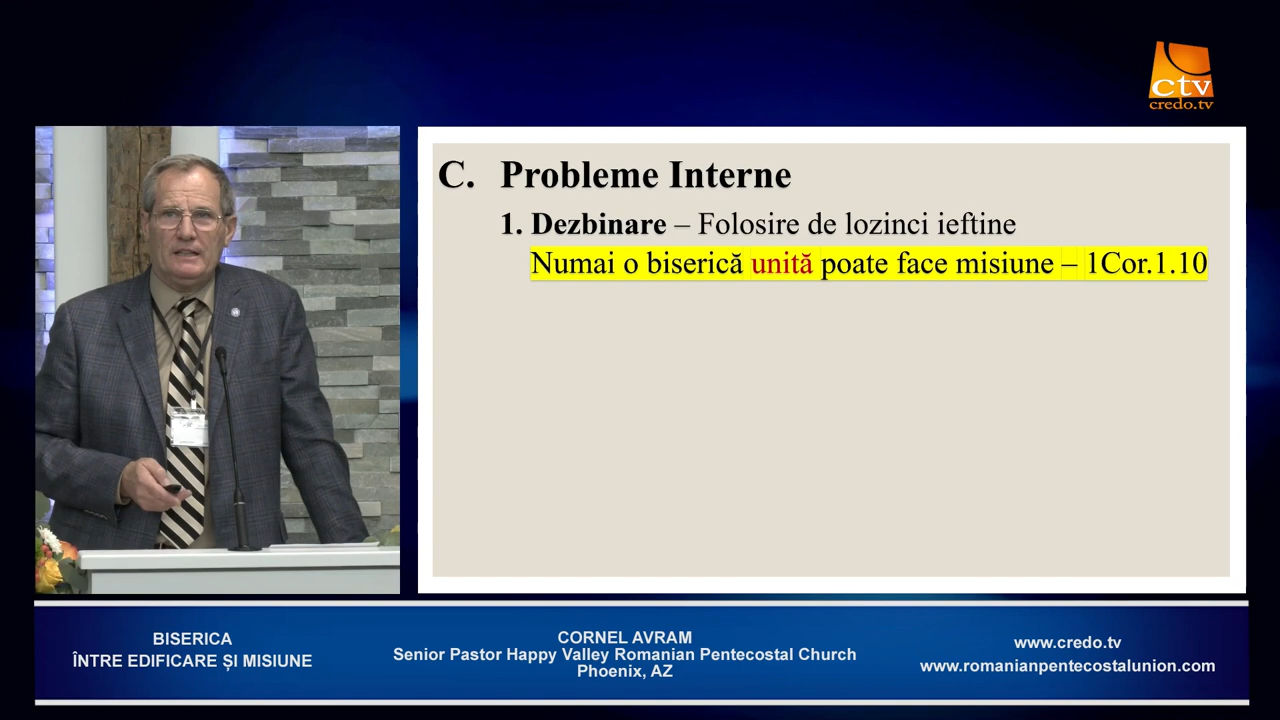 ctv
credo.tv
C. Probleme Interne
1. Dezbinare – Folosire de lozinci ieftine
Numai o biserică unită poate face misiune – 1Cor.1.10
BISERICA
ÎNTRE EDIFICARE ȘI MISIUNE
CORNEL AVRAM
Senior Pastor Happy Valley Romanian Pentecostal Church
Phoenix, AZ
www.credo.tv
www.romanianpentecostalunion.com